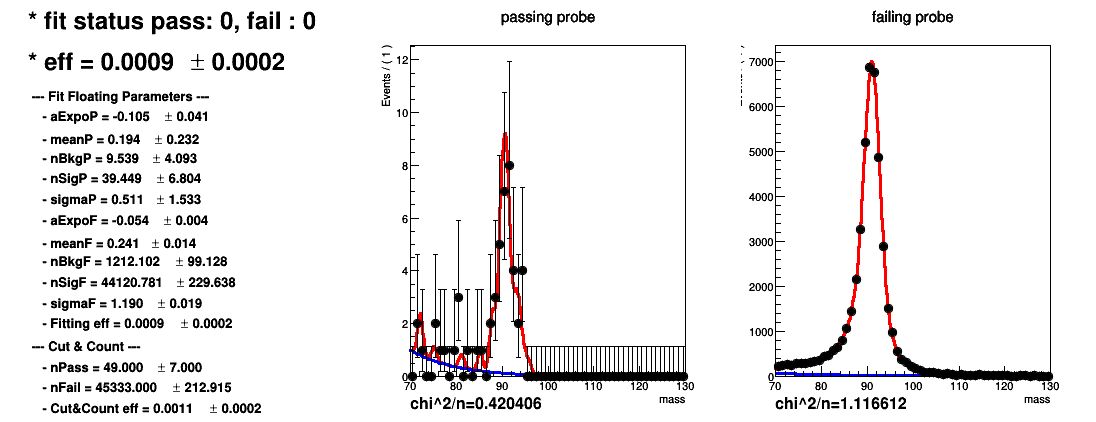 * fit status pass: 0, fail : 0
* eff = 0.0009 ± 0.0002
--- Fit Floating Parameters ---
- aExpoP = -0.105 ± 0.041
- meanP = 0.194 ± 0.232
- nBkgP = 9.539 ± 4.093
- nSigP = 39.449 ± 6.804
- sigmaP = 0.511 ± 1.533
- aExpoF = -0.054 ± 0.004
- meanF = 0.241 ± 0.014
- nBkgF = 1212.102 ± 99.128
- nSigF = 44120.781 ± 229.638
- sigmaF = 1.190 ± 0.019
- Fitting eff = 0.0009 ± 0.0002
--- Cut & Count ---
- nPass = 49.000 ± 7.000
- nFail = 45333.000 ± 212.915
- Cut&Count eff = 0.0011 ± 0.0002
passing probe
Events / ( 1 )
12
10
8
6
4
2
0
70 80 90 100 110 120 130
mass
chi^2/n=0.420406
failing probe
7000
6000
5000
4000
3000
2000
1000
0
70 80 90 100 110 120 130
mass
chi^2/n=1.116612